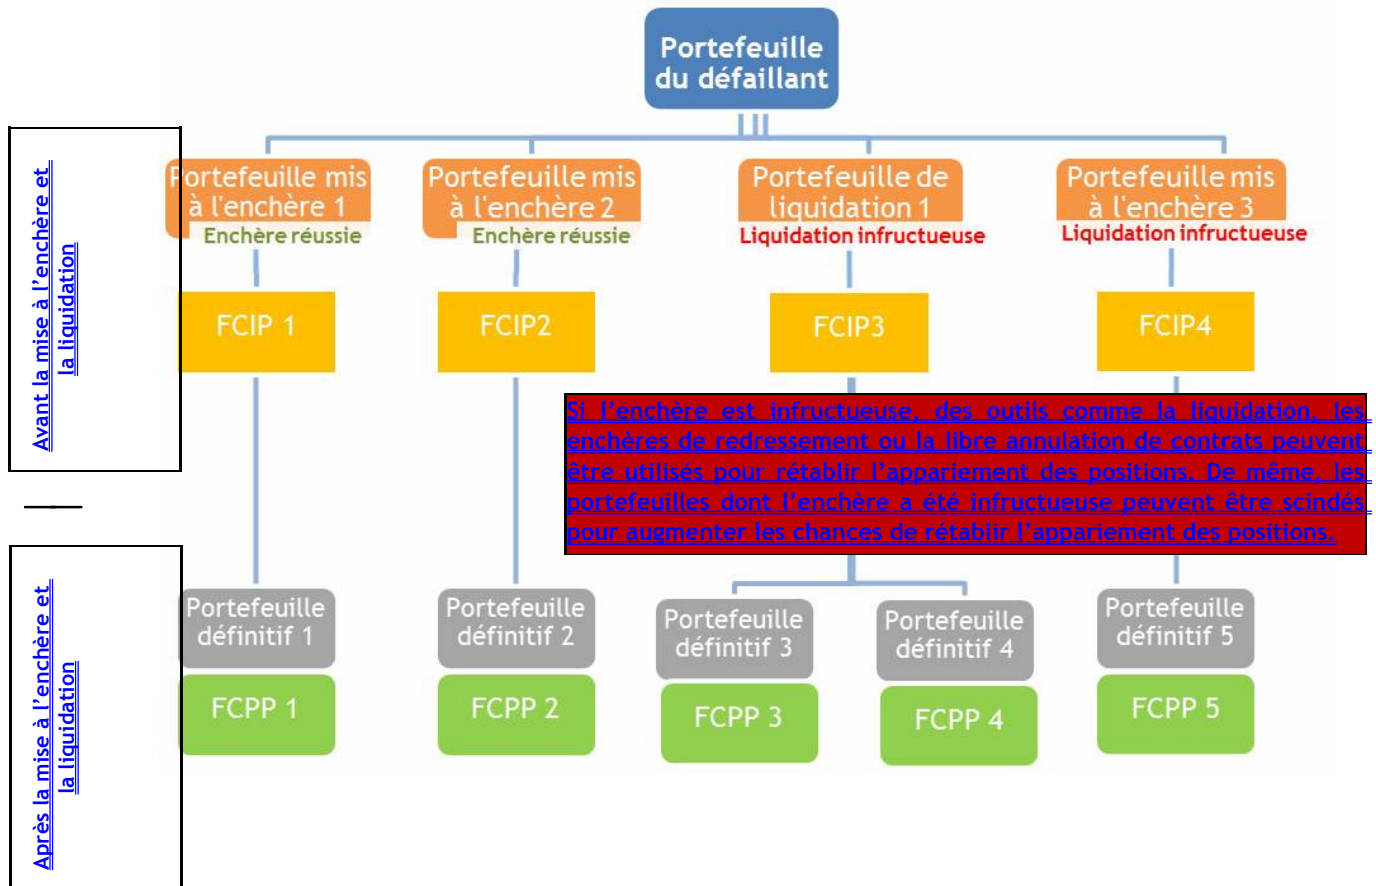 Portefeuille
du défaillant
Avant la mise à l’enchère et
la liquidation
Portefeuille mis
à l'enchère 1
Enchère réussie
Portefeuille mis
à l'enchère 2
Enchère réussie
Portefeuille de
liquidation 1
Liquidation infructueuse
Portefeuille mis
à l'enchère 3
Liquidation infructueuse
FCIP 1
FCIP2
FCIP3
FCIP4
Si l’enchère est infructueuse, des outils comme la liquidation, les
enchères de redressement ou la libre annulation de contrats peuvent
être utilisés pour rétablir l’appariement des positions. De même, les
portefeuilles dont l’enchère a été infructueuse peuvent être scindés
pour augmenter les chances de rétablir l’appariement des positions.
Après la mise à l’enchère et
la liquidation
Portefeuille
définitif 1
Portefeuille
définitif 2
Portefeuille
définitif 3
Portefeuille
définitif 4
Portefeuille
définitif 5
FCPP 1
FCPP 2
FCPP 3
FCPP 4
FCPP 5